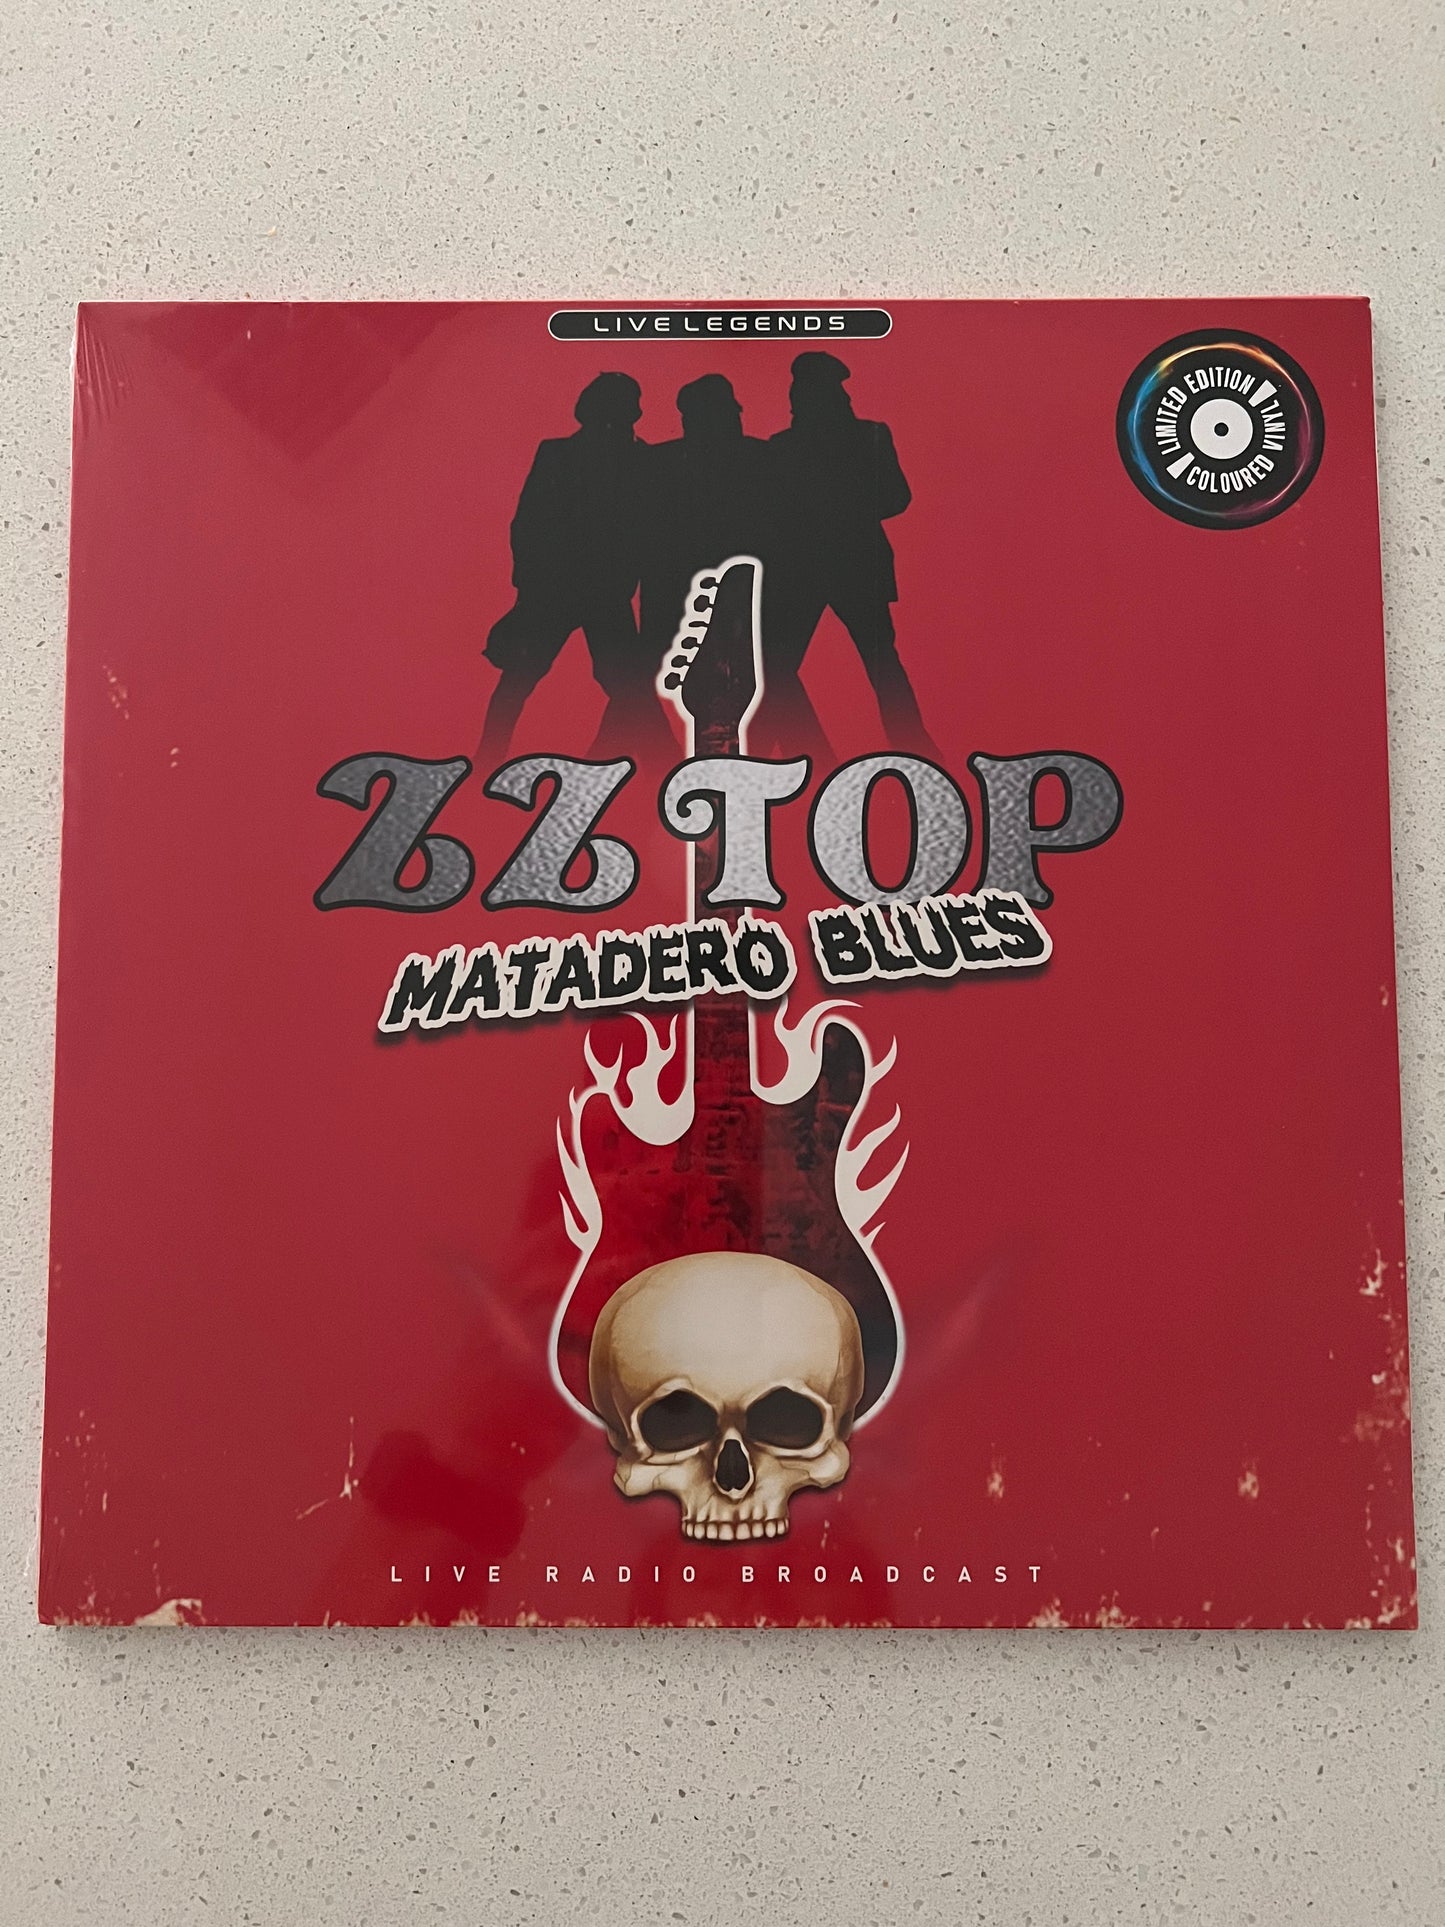 LIVE LEGENDS
LIMITED EDITION
COLOURED VINYL
ZZ TOP
MATADERO BLUES
LIVE RADIO BROADCAST